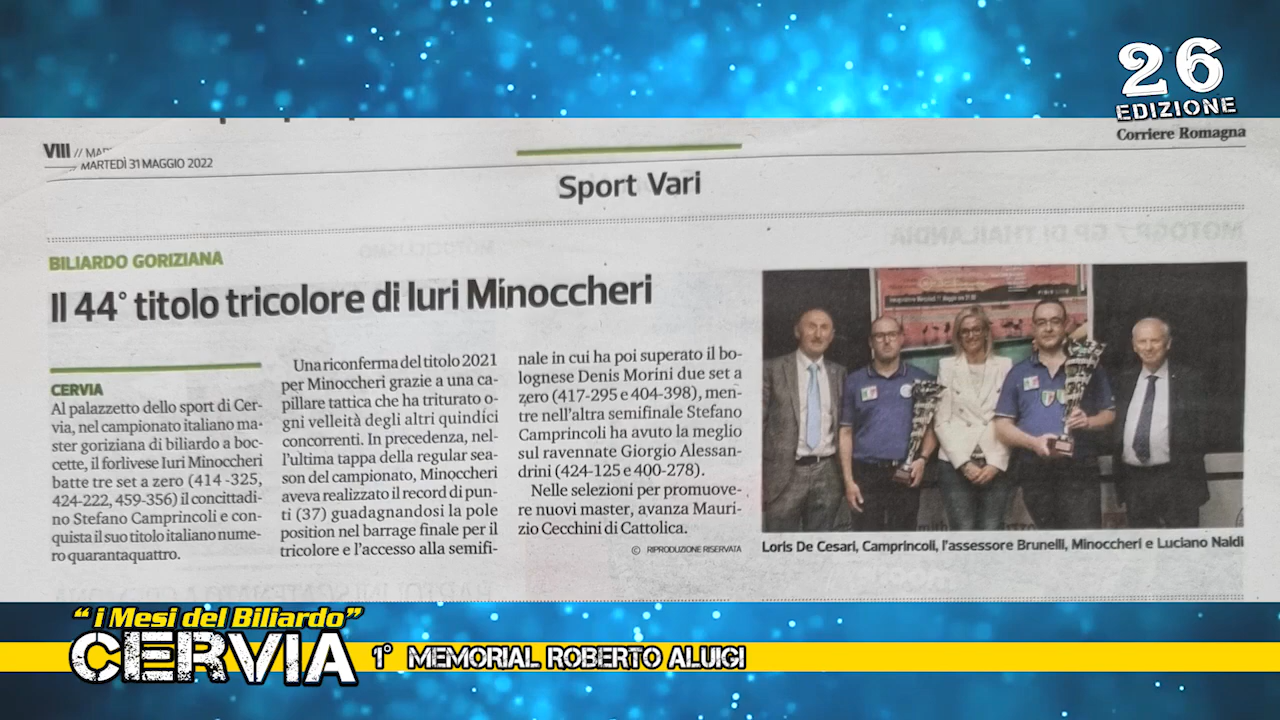 26
EDIZIONE
VIII // MAR
MARTEDÌ 31 MAGGIO 2022
Corriere Romagna
Sport Vari
BILIARDO GORIZIANA
Il 44° titolo tricolore di Iuri Minoccheri
CERVIA
Al palazzetto dello sport di Cer-
via, nel campionato italiano ma-
ster goriziana di biliardo a boc-
cette, il forlivese Iuri Minoccheri
batte tre set a zero (414 -325,
424-222, 459-356) il concittadi-
no Stefano Camprincoli e con-
quista il suo titolo italiano nume-
ro quarantaquattro.
Una riconferma del titolo 2021
per Minoccheri grazie a una ca-
pillare tattica che ha triturato o-
gni velleità degli altri quindici
concorrenti. In precedenza, nel-
l'ultima tappa della regular sea-
son del campionato, Minoccheri
aveva realizzato il record di pun-
ti (37) guadagnandosi la pole
position nel barrage finale per il
tricolore e l'accesso alla semifi-
nale in cui ha poi superato il bo-
lognese Denis Morini due set a
zero (417-295 e 404-398), men-
tre nell'altra semifinale Stefano
Camprincoli ha avuto la meglio
sul ravennate Giorgio Alessan-
drini (424-125 e 400-278).
Nelle selezioni per promuove-
re nuovi master, avanza Mauri-
zio Cecchini di Cattolica.
© RIPRODUZIONE RISERVATA
Loris De Cesari, Camprincoli, l'assessore Brunelli, Minoccheri e Luciano Naldi
“ i Mesi del Biliardo”
CERVIA
1° MEMORIAL ROBERTO ALUIGI